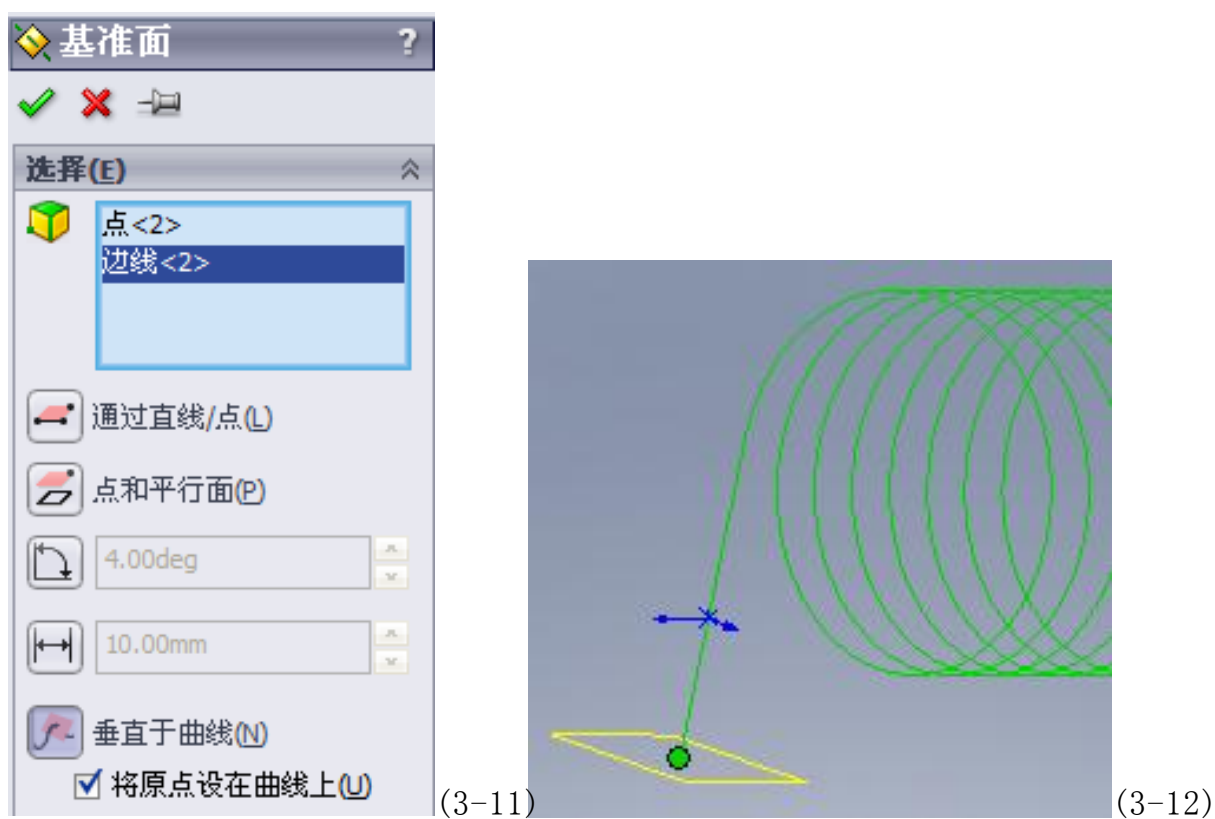 基准面 ?
选择(E)
点<2>
边线<2>
通过直线/点(L)
点和平行面(P)
4.00deg
10.00mm
垂直于曲线(N)
将原点设在曲线上(U)
(3-11)
(3-12)